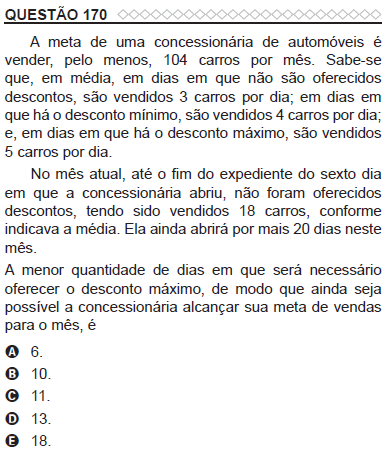 QUESTÃO 170
A meta de uma concessionária de automóveis é
vender, pelo menos, 104 carros por mês. Sabe-se
que, em média, em dias em que não são oferecidos
descontos, são vendidos 3 carros por dia; em dias em
que há o desconto mínimo, são vendidos 4 carros por dia;
e, em dias em que há o desconto máximo, são vendidos
5 carros por dia.
No mês atual, até o fim do expediente do sexto dia
em que a concessionária abriu, não foram oferecidos
descontos, tendo sido vendidos 18 carros, conforme
indicava a média. Ela ainda abrirá por mais 20 dias neste
mês.
A menor quantidade de dias em que será necessário
oferecer o desconto máximo, de modo que ainda seja
possível a concessionária alcançar sua meta de vendas
para o mês, é
A 6.
B 10.
C 11.
D 13.
E 18.